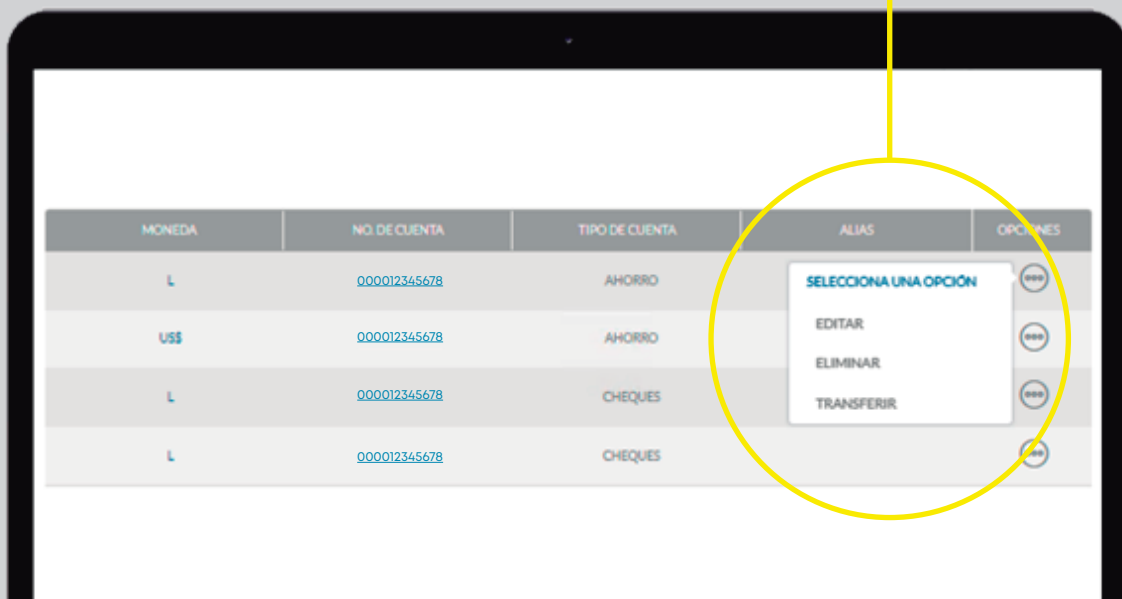 MONEDA NO. DE CUENTA TIPO DE CUENTA ALIAS OPCIONES
L 000012345678 AHORRO SELECCIONA UNA OPCIÓN
EDITAR
US$ 000012345678 AHORRO
ELIMINAR
L 000012345678 CHEQUES TRANSFERIR
L 000012345678 CHEQUES